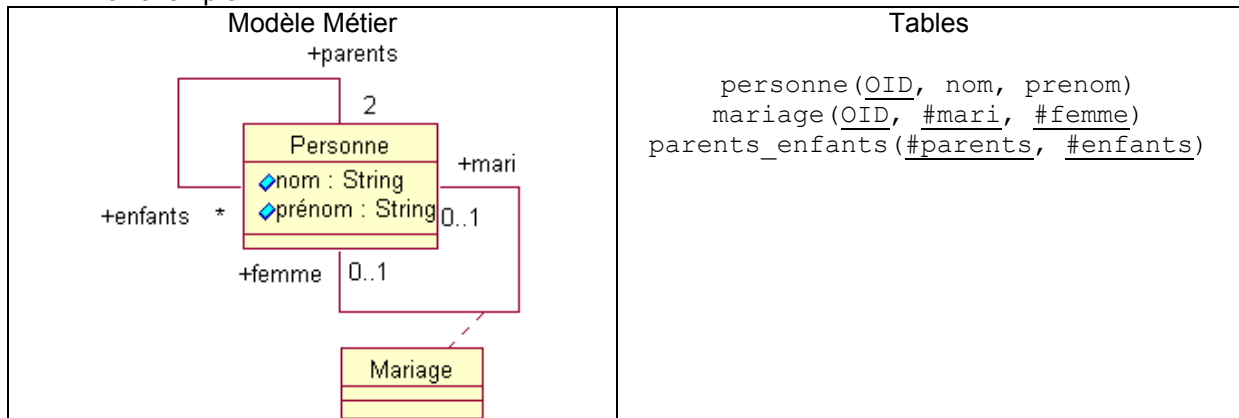 Modèle Métier
+parents
2
Personne
nom : String
prénom : String
+mari
0..1
+enfants *
+femme 0..1
Mariage
Tables
personne(OID, nom, prenom)
mariage(OID, #mari, #femme)
parents_enfants(#parents, #enfants)